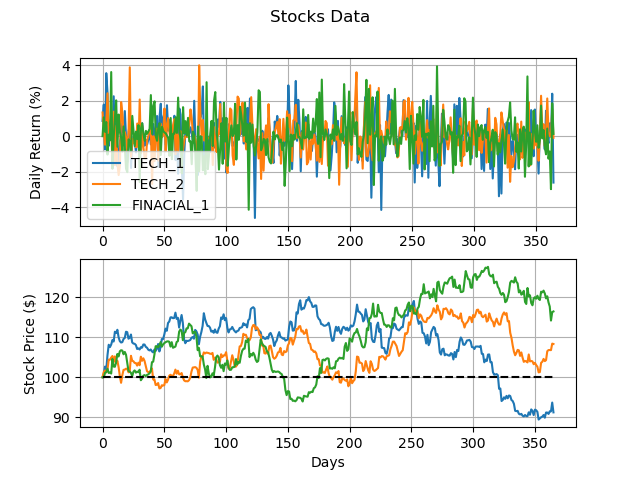 Stocks Data
Daily Return (%)
4
2
0
−2
−4
TECH_1
TECH_2
FINACIAL_1
0 50 100 150 200 250 300 350
Stock Price ($)
120
110
100
90
0 50 100 150 200 250 300 350
Days